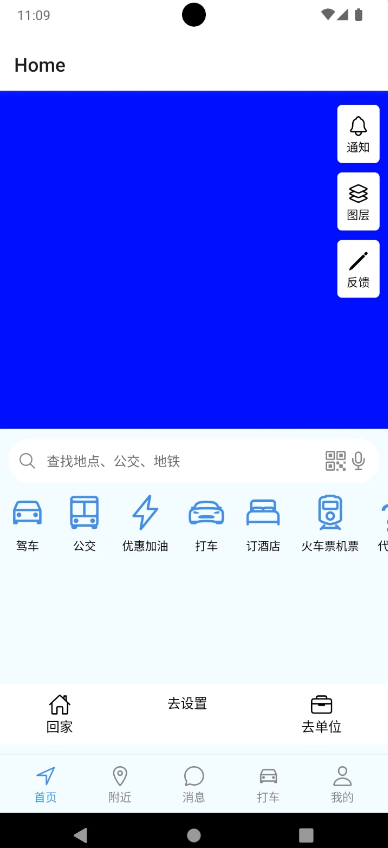 11:09
Home
通知
图层
反馈
查找地点、公交、地铁
驾车 公交 优惠加油 打车 订酒店 火车票机票 代
去设置
回家 去单位
首页 附近 消息 打车 我的